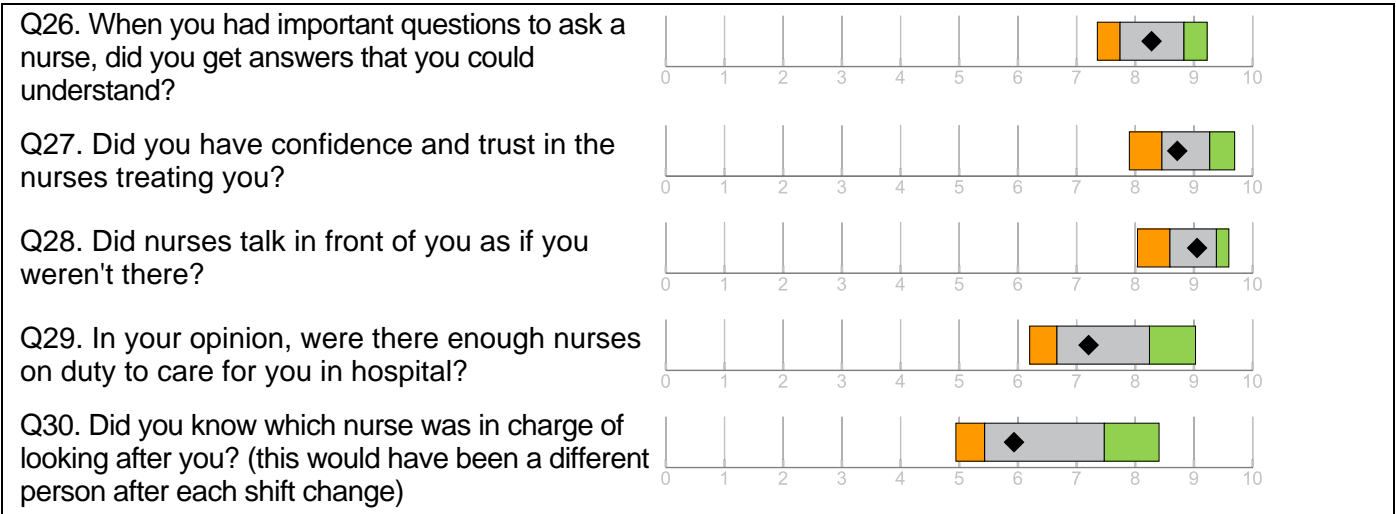 Q26. When you had important questions to ask a
nurse, did you get answers that you could
understand?
0 1 2 3 4 5 6 7 8 9 10
Q27. Did you have confidence and trust in the
nurses treating you?
0 1 2 3 4 5 6 7 8 9 10
Q28. Did nurses talk in front of you as if you
weren't there?
0 1 2 3 4 5 6 7 8 9 10
Q29. In your opinion, were there enough nurses
on duty to care for you in hospital?
0 1 2 3 4 5 6 7 8 9 10
Q30. Did you know which nurse was in charge of
looking after you? (this would have been a different
person after each shift change)
0 1 2 3 4 5 6 7 8 9 10